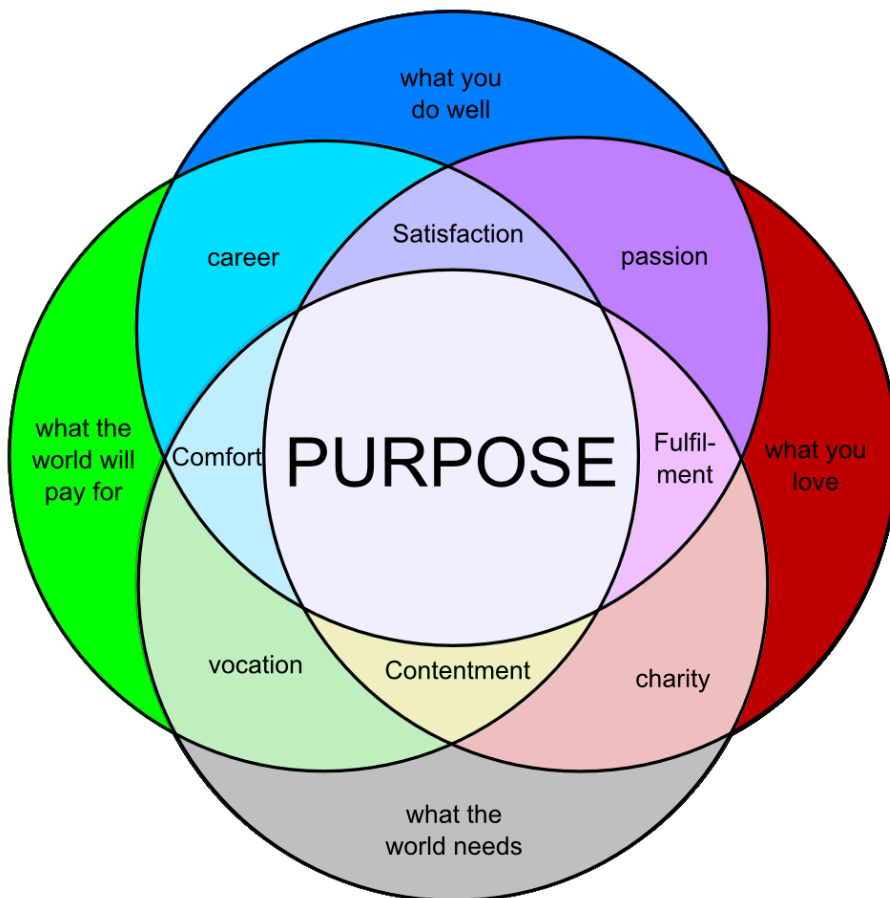 what you
do well
Satisfaction
career
passion
what the
world will
pay for
Comfort
PURPOSE
Fulfil-
ment
what you
love
vocation
Contentment
charity
what the
world needs